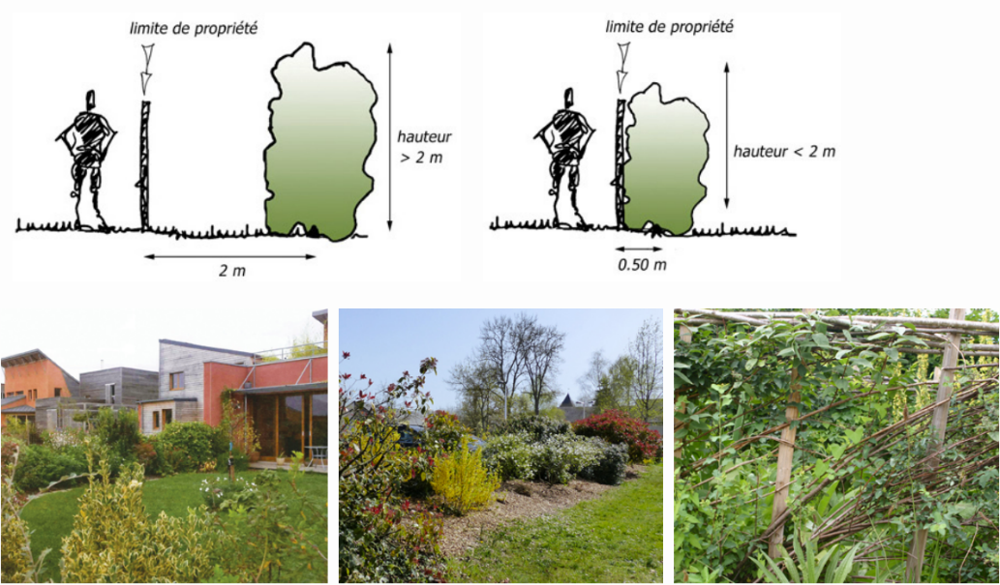 limite de propriété
hauteur
> 2 m
2 m
limite de propriété
hauteur < 2 m
0.50 m